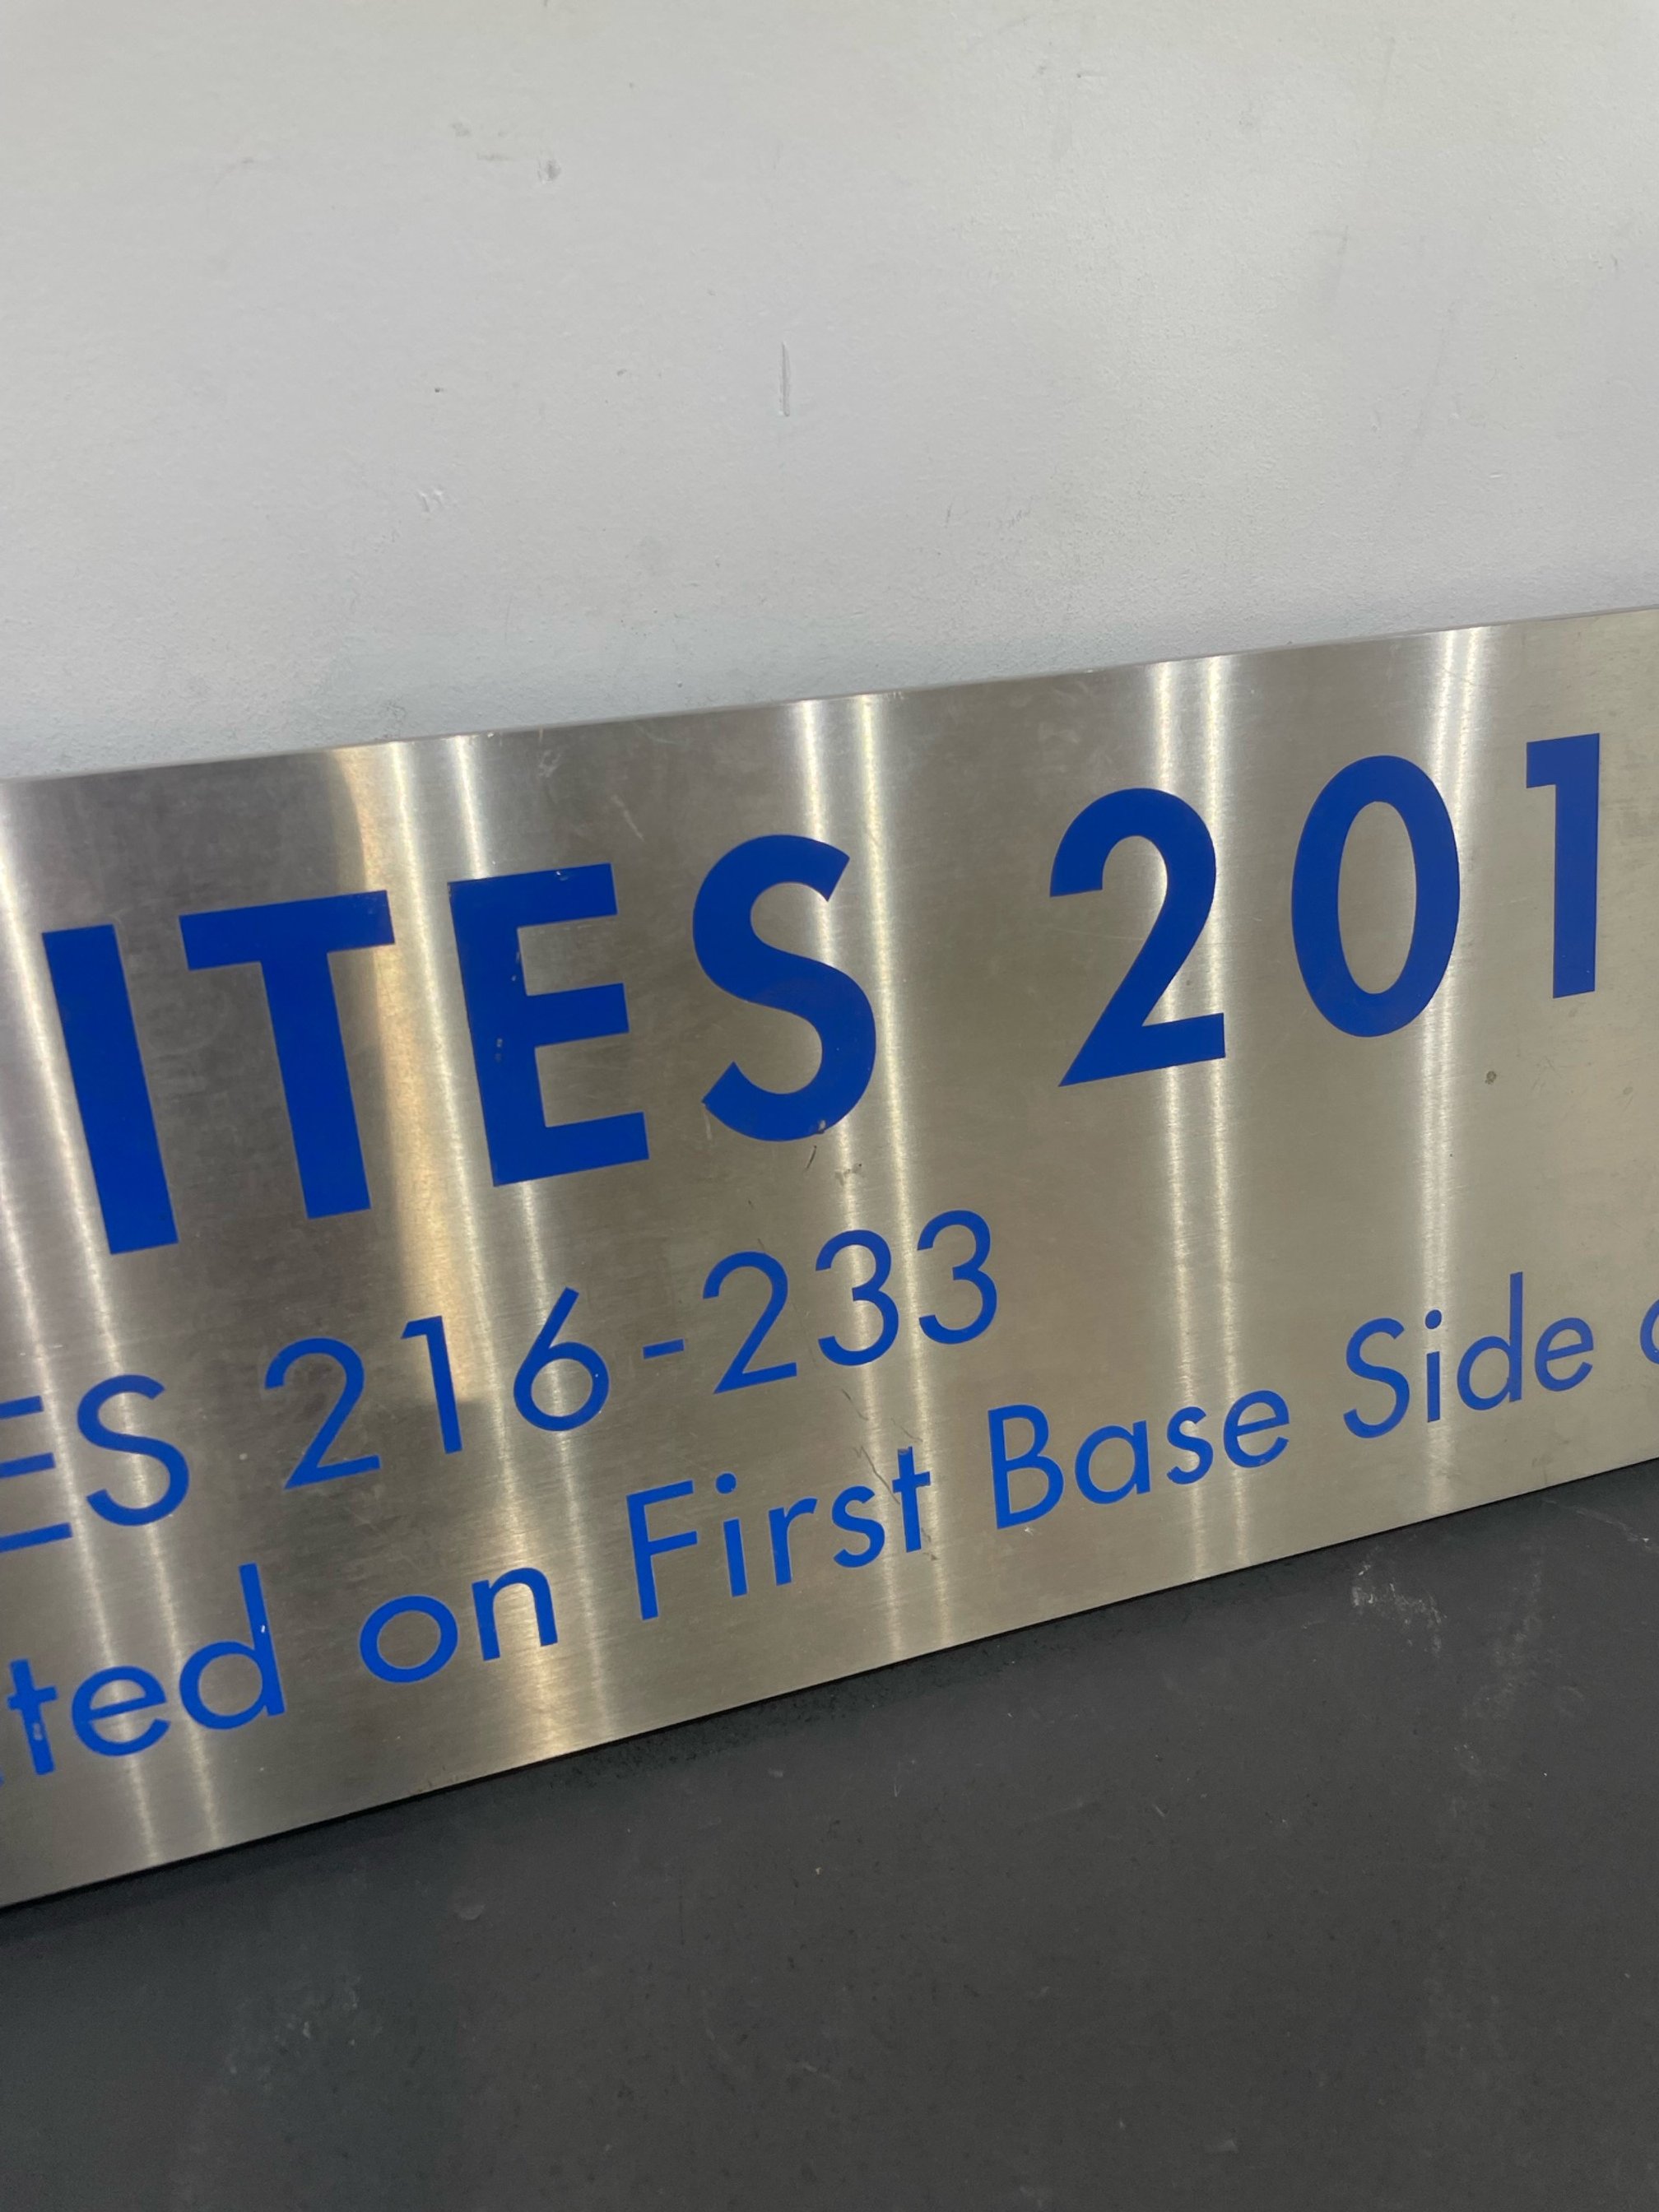 ITES 201
ES 216-233
ted on First Base Side